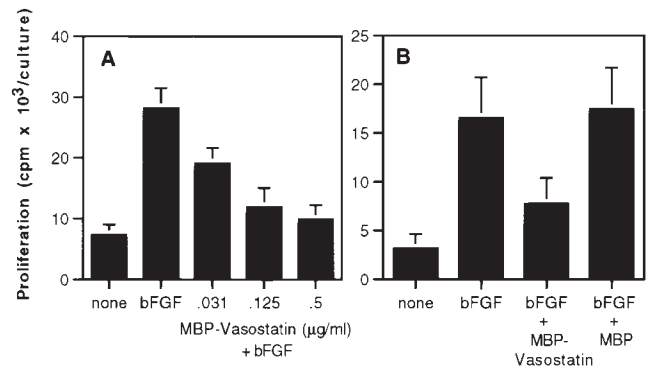 A
B
Proliferation (cpm x 10³/culture)
40
30
20
10
0
25
20
15
10
5
0
none bFGF .031 .125 .5
MBP-Vasostatin (µg/ml)
+ bFGF
none bFGF bFGF bFGF
+ +
MBP- MBP
Vasostatin